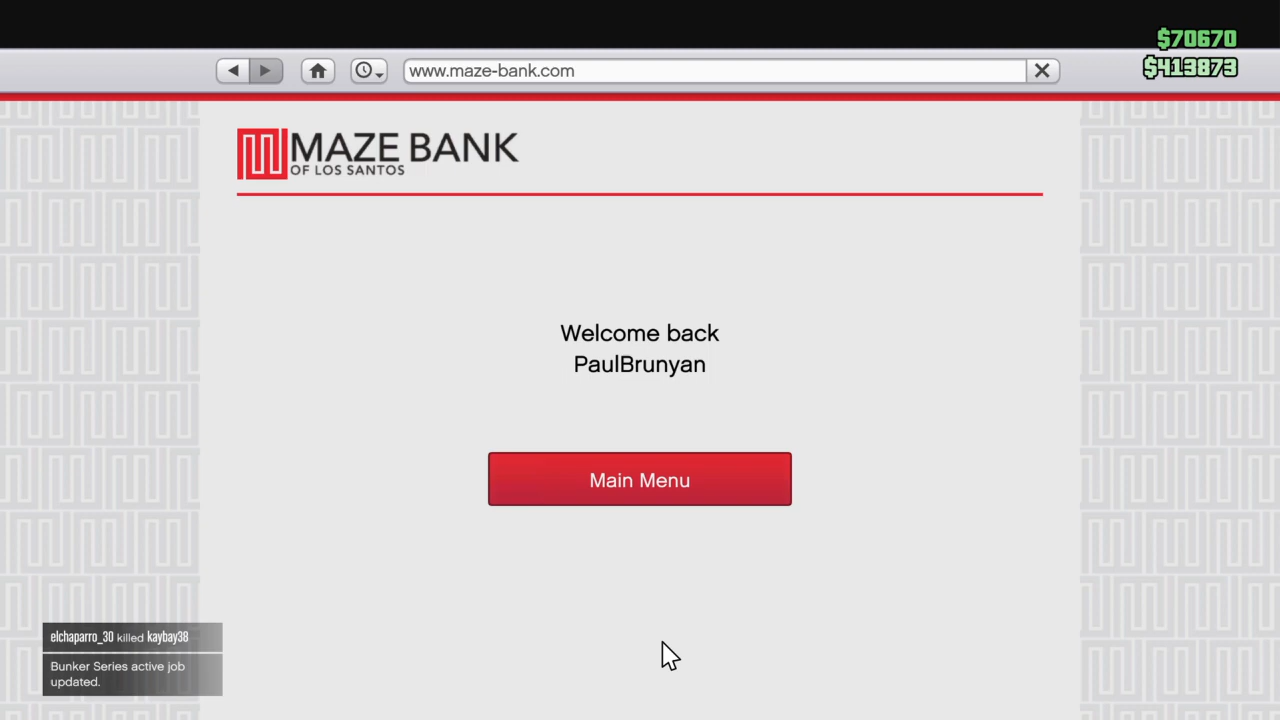 $70670
$413873
www.maze-bank.com
MAZE BANK
OF LOS SANTOS
Welcome back
PaulBrunyan
Main Menu
elchaparro_30 killed kaybay38
Bunker Series active job
updated.